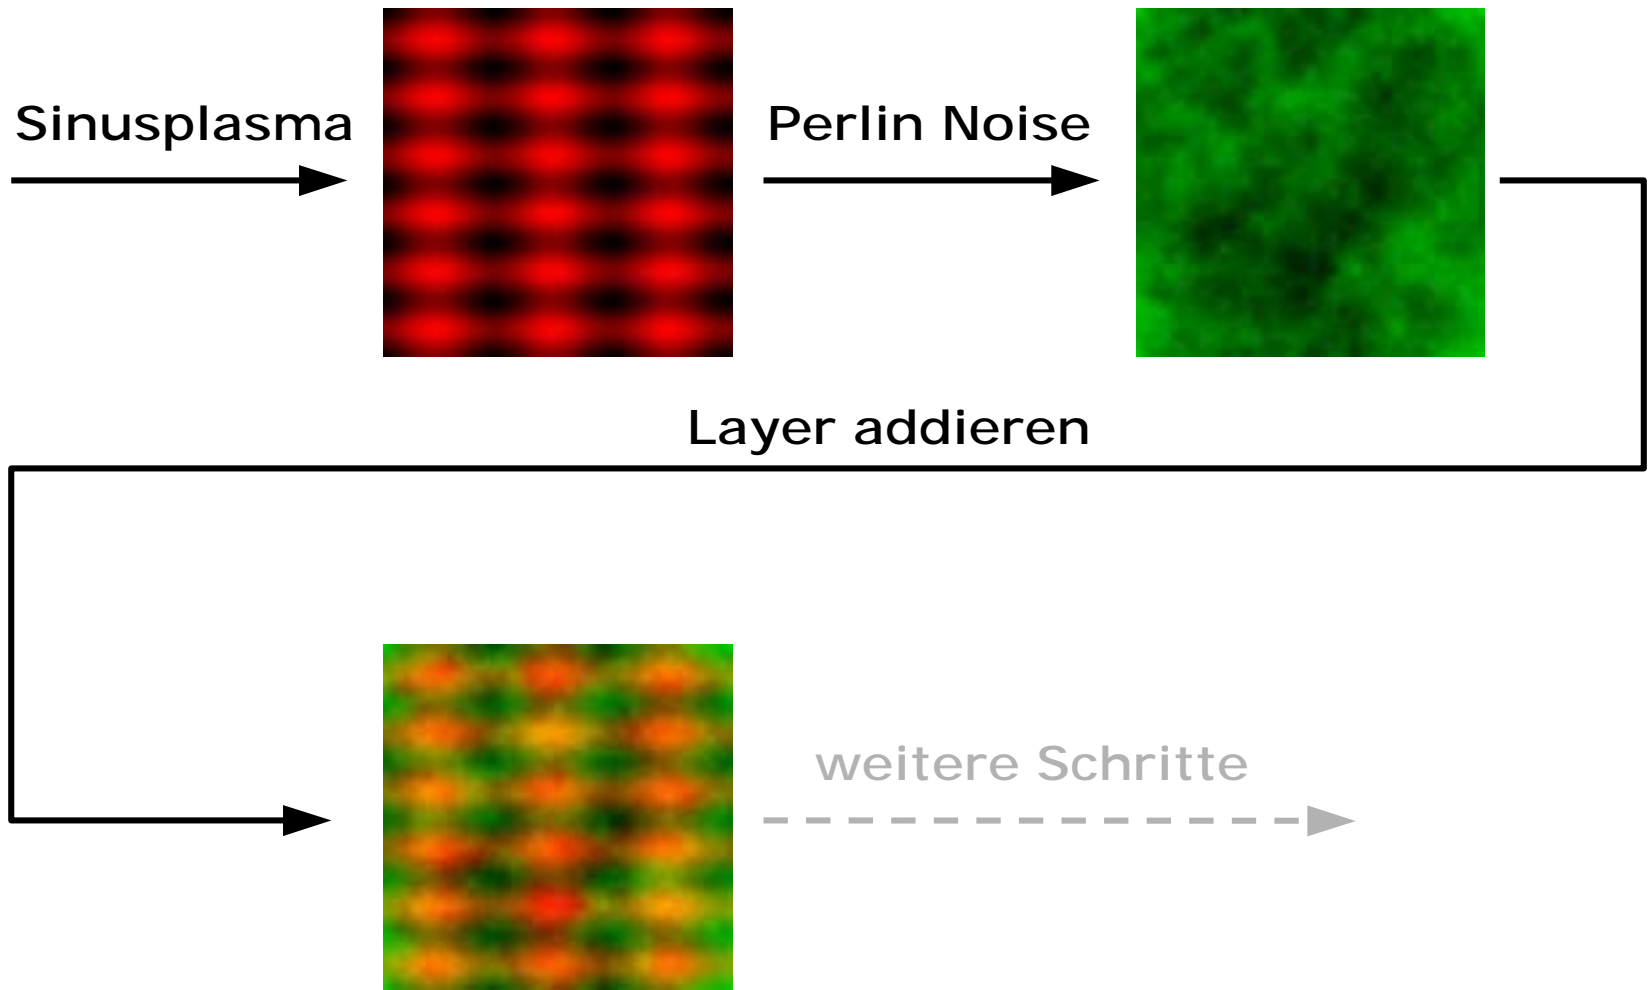 Sinusplasma
Perlin Noise
Layer addieren
weitere Schritte